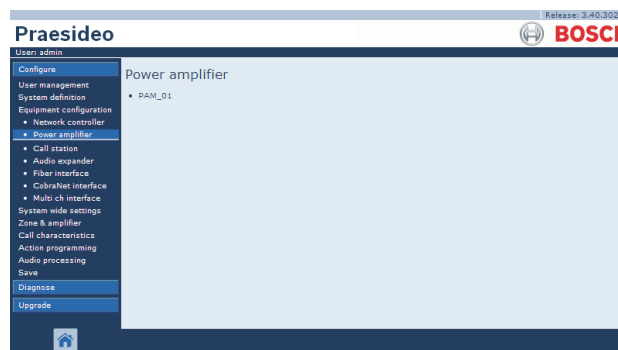 Release: 3.40.302
Praesideo
BOSCH
User: admin
Configure
Power amplifier
User management
System definition
• PAM_01
Equipment configuration
• Network controller
• Power amplifier
• Call station
• Audio expander
• Fiber interface
• CobraNet interface
• Multi ch interface
System wide settings
Zone & amplifier
Call characteristics
Action programming
Audio processing
Save
Diagnose
Upgrade